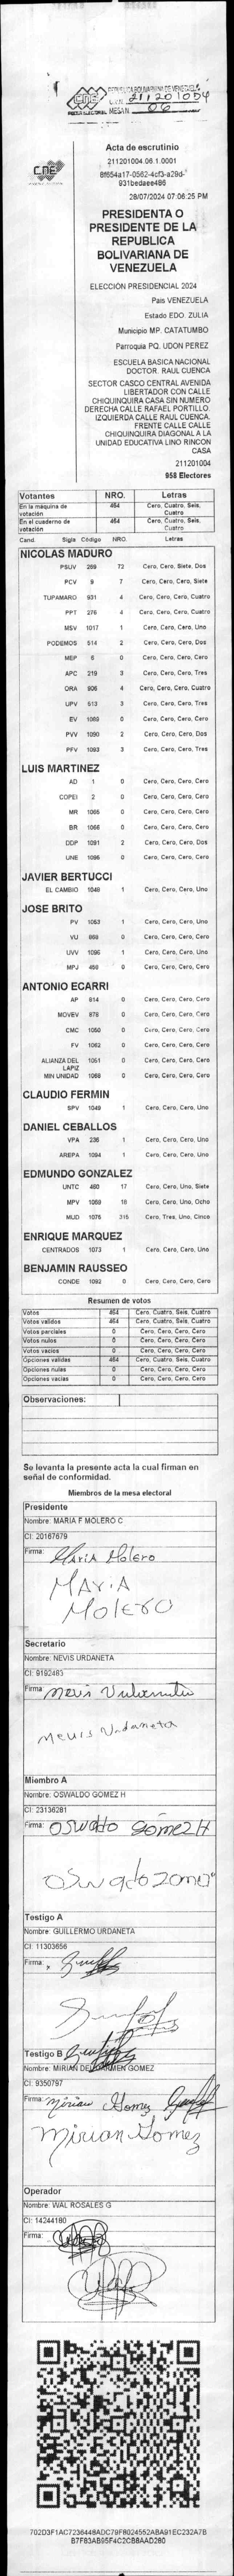 CNE
REPÚBLICA BOLIVARIANA DE VENEZUELA
211201004
PODER ELECTORAL MESA N 06
Acta de escrutinio
211201004.06.1.0001
CNE
8f654a17-0562-4cf3-a29d-
931bedaee486
28/07/2024 07:06:25 PM
PRESIDENTA O
PRESIDENTE DE LA
REPUBLICA
BOLIVARIANA DE
VENEZUELA
ELECCIÓN PRESIDENCIAL 2024
Pais VENEZUELA
Estado EDO. ZULIA
Municipio MP. CATATUMBO
Parroquia PQ. UDON PEREZ
ESCUELA BASICA NACIONAL
DOCTOR. RAUL CUENCA
SECTOR CASCO CENTRAL AVENIDA
LIBERTADOR CON CALLE
CHIQUINQUIRA CASA SIN NUMERO
DERECHA CALLE RAFAEL PORTILLO.
IZQUIERDA CALLE RAUL CUENCA.
FRENTE CALLE CALLE
CHIQUINQUIRA DIAGONAL A LA
UNIDAD EDUCATIVA LINO RINCON
CASA
211201004
958 Electores
Votantes NRO. Letras
En la máquina de votación 464 Cero, Cuatro, Seis, Cuatro
En el cuaderno de votación 464 Cero, Cuatro, Seis, Cuatro
Cand. Sigla Código NRO. Letras
NICOLAS MADURO
PSUV 269 72 Cero, Cero, Siete, Dos
PCV 9 7 Cero, Cero, Cero, Siete
TUPAMARO 931 4 Cero, Cero, Cero, Cuatro
PPT 276 4 Cero, Cero, Cero, Cuatro
MSV 1017 1 Cero, Cero, Cero, Uno
PODEMOS 514 2 Cero, Cero, Cero, Dos
MEP 6 0 Cero, Cero, Cero, Cero
APC 219 3 Cero, Cero, Cero, Tres
ORA 906 4 Cero, Cero, Cero, Cuatro
UPV 513 3 Cero, Cero, Cero, Tres
EV 1089 0 Cero, Cero, Cero, Cero
PVV 1090 2 Cero, Cero, Cero, Dos
PFV 1093 3 Cero, Cero, Cero, Tres
LUIS MARTINEZ
AD 1 0 Cero, Cero, Cero, Cero
COPEI 2 0 Cero, Cero, Cero, Cero
MR 1065 0 Cero, Cero, Cero, Cero
BR 1066 0 Cero, Cero, Cero, Cero
DDP 1091 2 Cero, Cero, Cero, Dos
UNE 1096 0 Cero, Cero, Cero, Cero
JAVIER BERTUCCI
EL CAMBIO 1048 1 Cero, Cero, Cero, Uno
JOSE BRITO
PV 1053 1 Cero, Cero, Cero, Uno
VU 868 0 Cero, Cero, Cero, Cero
UVV 1095 1 Cero, Cero, Cero, Uno
MPJ 458 0 Cero, Cero, Cero, Cero
ANTONIO ECARRI
AP 614 0 Cero, Cero, Cero, Cero
MOVEV 878 0 Cero, Cero, Cero, Cero
CMC 1050 0 Cero, Cero, Cero, Cero
FV 1062 0 Cero, Cero, Cero, Cero
ALIANZA DEL LAPIZ 1051 0 Cero, Cero, Cero, Cero
MIN UNIDAD 1068 0 Cero, Cero, Cero, Cero
CLAUDIO FERMIN
SPV 1049 1 Cero, Cero, Cero, Uno
DANIEL CEBALLOS
VPA 236 1 Cero, Cero, Cero, Uno
AREPA 1094 1 Cero, Cero, Cero, Uno
EDMUNDO GONZALEZ
UNTC 460 17 Cero, Cero, Uno, Siete
MPV 1069 18 Cero, Cero, Uno, Ocho
MUD 1075 315 Cero, Tres, Uno, Cinco
ENRIQUE MARQUEZ
CENTRADOS 1073 1 Cero, Cero, Cero, Uno
BENJAMIN RAUSSEO
CONDE 1092 0 Cero, Cero, Cero, Cero
Resumen de votos
Votos 464 Cero, Cuatro, Seis, Cuatro
Votos validos 464 Cero, Cuatro, Seis, Cuatro
Votos parciales 0 Cero, Cero, Cero, Cero
Votos nulos 0 Cero, Cero, Cero, Cero
Votos vacios 0 Cero, Cero, Cero, Cero
Opciones validas 464 Cero, Cuatro, Seis, Cuatro
Opciones nulas 0 Cero, Cero, Cero, Cero
Opciones vacias 0 Cero, Cero, Cero, Cero
Observaciones:
Se levanta la presente acta la cual firman en
señal de conformidad.
Miembros de la mesa electoral
Presidente
Nombre: MARIA F MOLERO C
CI: 20167679
Firma: Maria Molero
MARIA
MOLERO
Secretario
Nombre: NEVIS URDANETA
CI: 9192483
Firma: Nevis Urdaneta
Nevis Urdaneta
Miembro A
Nombre: OSWALDO GOMEZ H
CI: 23136281
Firma: Oswaldo Gomez H
Testigo A
Nombre: GUILLERMO URDANETA
CI: 11303656
Firma: x
Testigo B
Nombre: MIRIAN DEL CARMEN GOMEZ
CI: 9350797
Firma: Mirian Gomez
Mirian Gomez
Operador
Nombre: WAL ROSALES G
CI: 14244180
Firma:
702D3F1AC7236448ADC79F8024552ABA91EC232A7B
B7F83AB95F4C2CB8AAD260